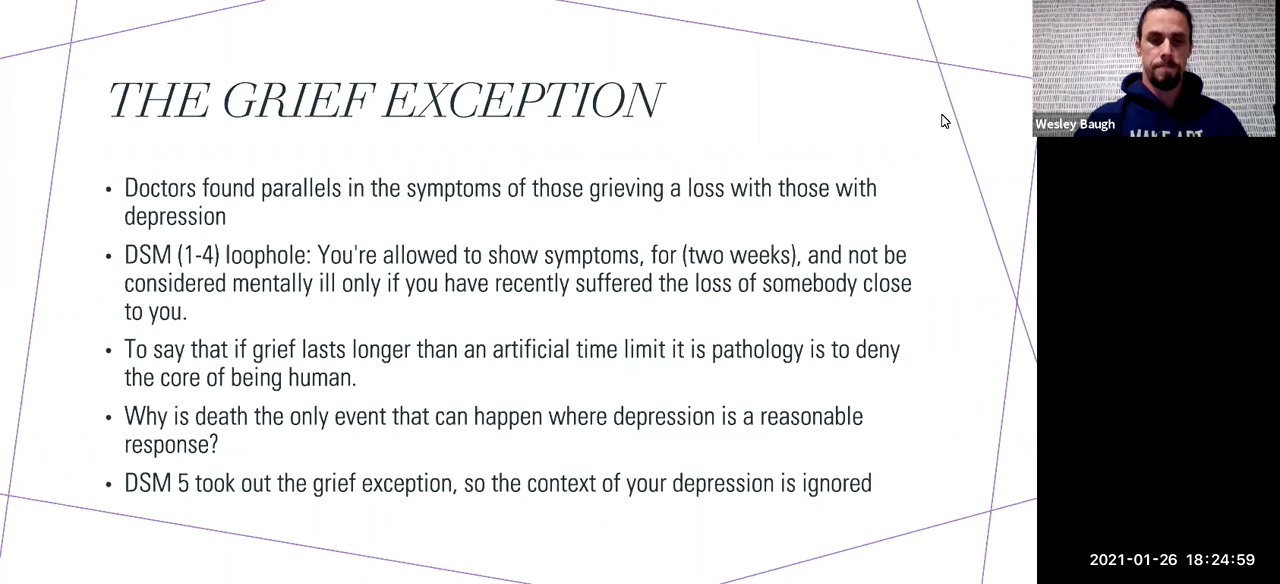 THE GRIEF EXCEPTION
• Doctors found parallels in the symptoms of those grieving a loss with those with
depression
• DSM (1-4) loophole: You're allowed to show symptoms, for (two weeks), and not be
considered mentally ill only if you have recently suffered the loss of somebody close
to you.
• To say that if grief lasts longer than an artificial time limit it is pathology is to deny
the core of being human.
• Why is death the only event that can happen where depression is a reasonable
response?
• DSM 5 took out the grief exception, so the context of your depression is ignored
Wesley Baugh
MAKE ART
2021-01-26 18:24:59